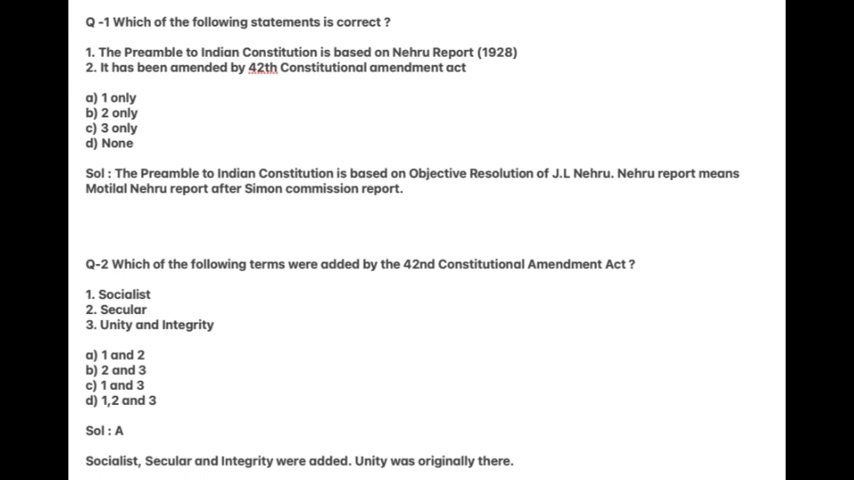 Q -1 Which of the following statements is correct ?
1. The Preamble to Indian Constitution is based on Nehru Report (1928)
2. It has been amended by 42th Constitutional amendment act
a) 1 only
b) 2 only
c) 3 only
d) None
Sol : The Preamble to Indian Constitution is based on Objective Resolution of J.L Nehru. Nehru report means
Motilal Nehru report after Simon commission report.
Q-2 Which of the following terms were added by the 42nd Constitutional Amendment Act ?
1. Socialist
2. Secular
3. Unity and Integrity
a) 1 and 2
b) 2 and 3
c) 1 and 3
d) 1,2 and 3
Sol : A
Socialist, Secular and Integrity were added. Unity was originally there.